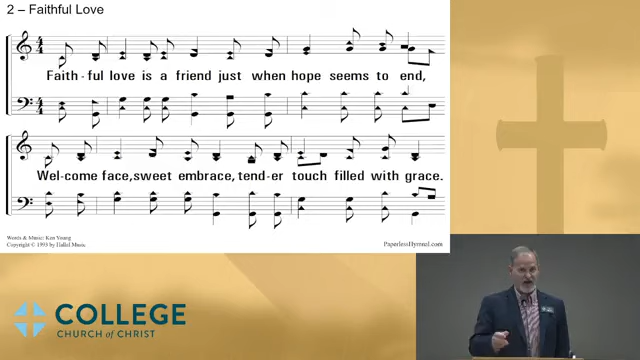 2 – Faithful Love
Faith - ful love is a friend just when hope seems to end,
Wel-come face,sweet embrace, tend-er touch filled with grace.
Words & Music: Ken Young
Copyright © 1993 by Hallal Music
PaperlessHymnal.com
COLLEGE
CHURCH of CHRIST